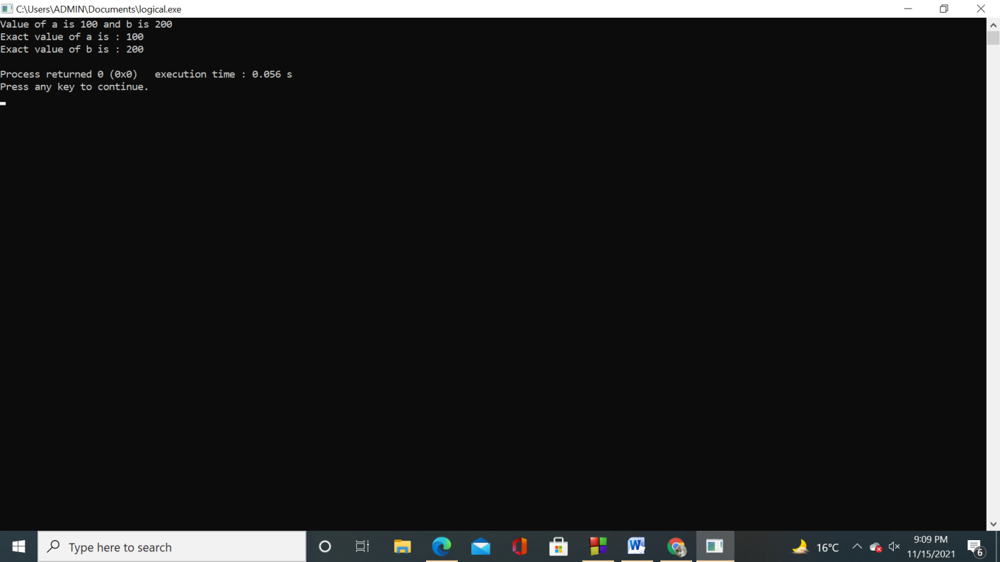 C:\Users\ADMIN\Documents\logical.exe
Value of a is 100 and b is 200
Exact value of a is : 100
Exact value of b is : 200
Process returned 0 (0x0)   execution time : 0.056 s
Press any key to continue.
Type here to search
W
16°C
9:09 PM
11/15/2021
6